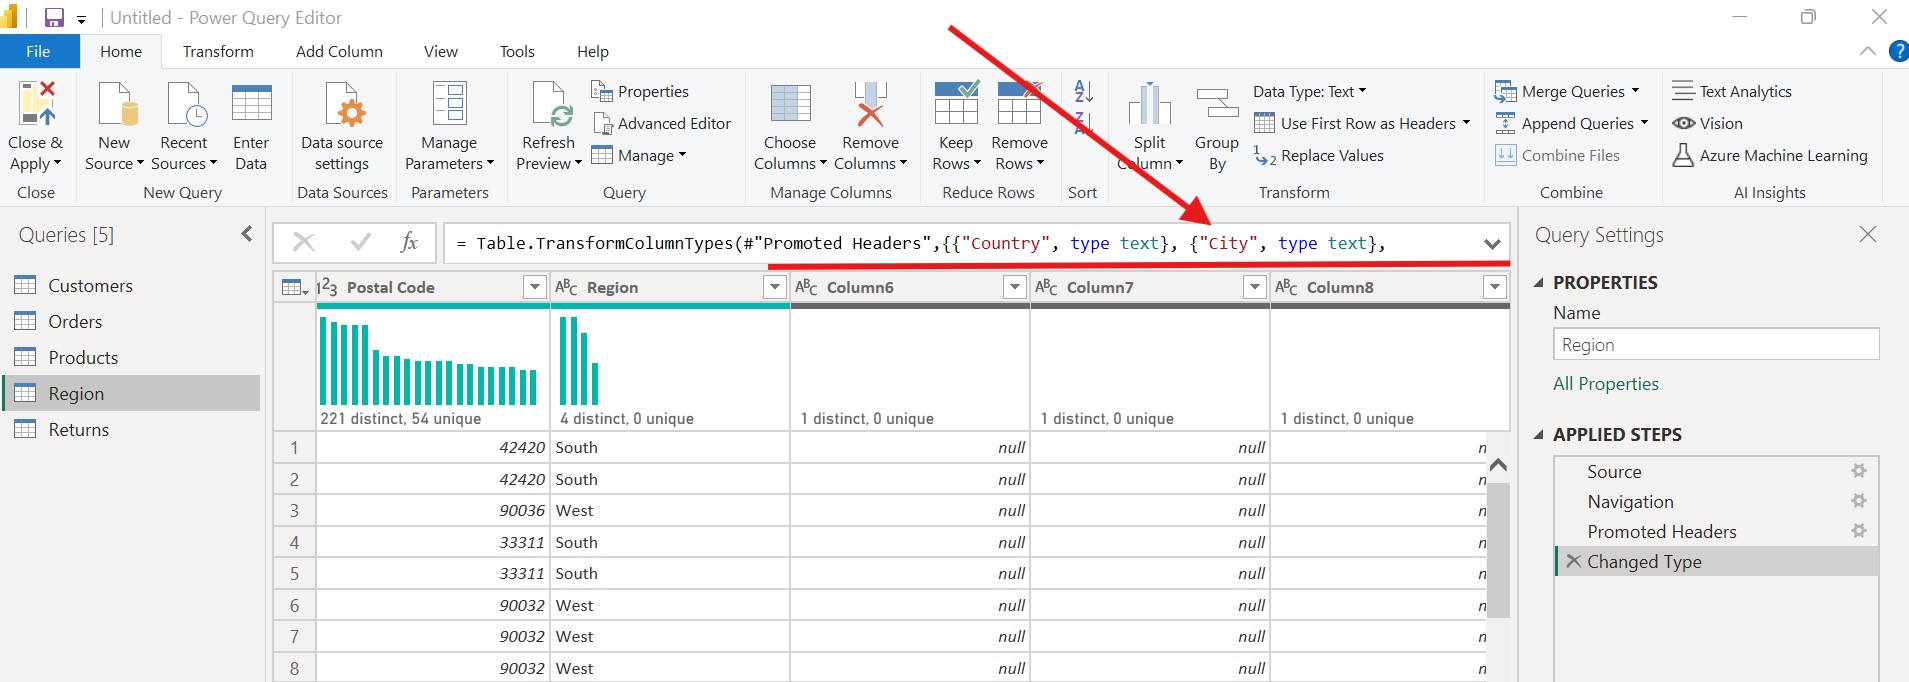 Untitled - Power Query Editor
File Home Transform Add Column View Tools Help
Close & Apply
New Source
Recent Sources
Enter Data
Data source settings
Manage Parameters
Refresh Preview
Properties
Advanced Editor
Manage
Choose Columns
Remove Columns
Keep Rows
Remove Rows
A Z
Z A
Split Column
Group By
Data Type: Text
Use First Row as Headers
1 2 Replace Values
Merge Queries
Append Queries
Combine Files
Text Analytics
Vision
Azure Machine Learning
?
Close New Query Data Sources Parameters Query Manage Columns Reduce Rows Sort Transform Combine AI Insights
Queries [5]
Customers
Orders
Products
Region
Returns
fx = Table.TransformColumnTypes(#"Promoted Headers",{{"Country", type text}, {"City", type text},
123 Postal Code ABC Region ABC Column6 ABC Column7 ABC Column8
221 distinct, 54 unique 4 distinct, 0 unique 1 distinct, 0 unique 1 distinct, 0 unique 1 distinct, 0 unique
1 42420 South null null n
2 42420 South null null n
3 90036 West null null n
4 33311 South null null n
5 33311 South null null n
6 90032 West null null n
7 90032 West null null n
8 90032 West null null n
Query Settings
PROPERTIES
Name
Region
All Properties
APPLIED STEPS
Source
Navigation
Promoted Headers
Changed Type